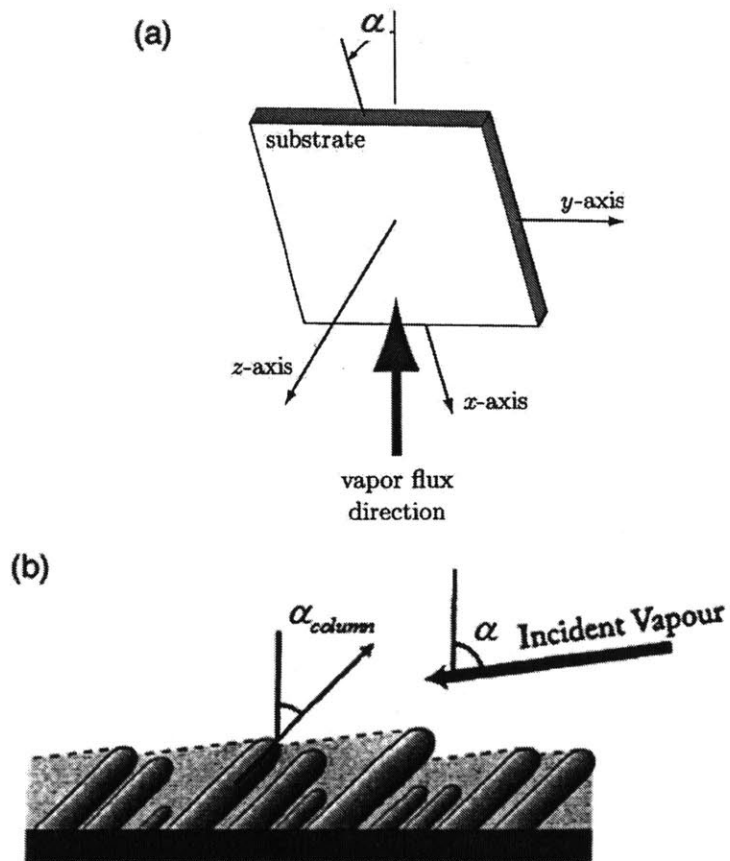 (a)
α
substrate
y-axis
z-axis
x-axis
vapor flux
direction
(b)
α_column
α
Incident Vapour